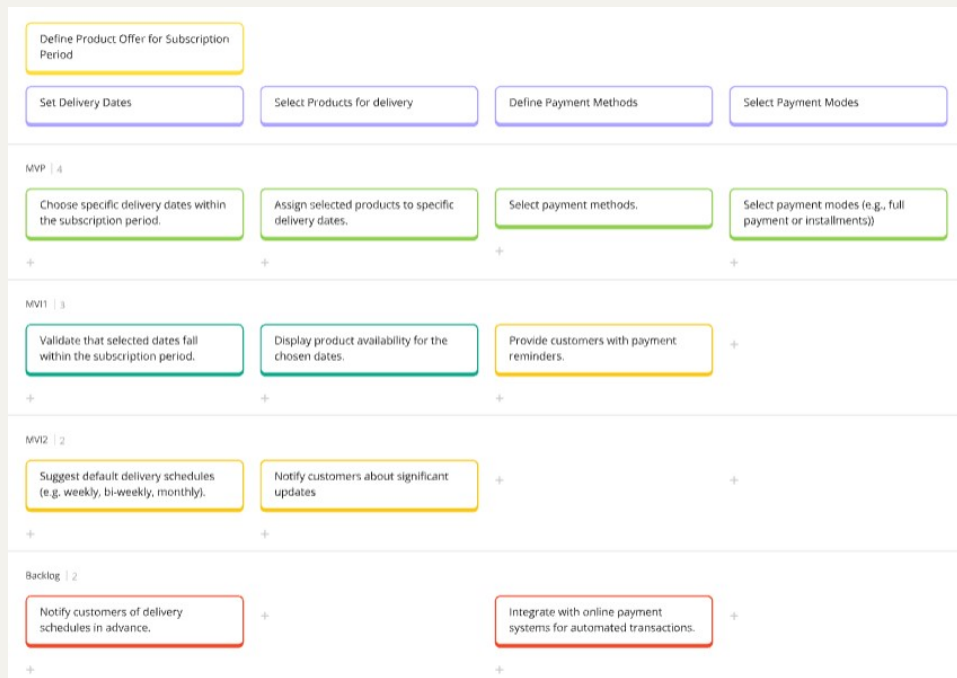 Define Product Offer for Subscription
Period
Set Delivery Dates
Select Products for delivery
Define Payment Methods
Select Payment Modes
MVP | 4
Choose specific delivery dates within
the subscription period.
Assign selected products to specific
delivery dates.
Select payment methods.
Select payment modes (e.g., full
payment or installments))
MVI1 | 3
Validate that selected dates fall
within the subscription period.
Display product availability for the
chosen dates.
Provide customers with payment
reminders.
MVI2 | 2
Suggest default delivery schedules
(e.g. weekly, bi-weekly, monthly).
Notify customers about significant
updates
Backlog | 2
Notify customers of delivery
schedules in advance.
Integrate with online payment
systems for automated transactions.